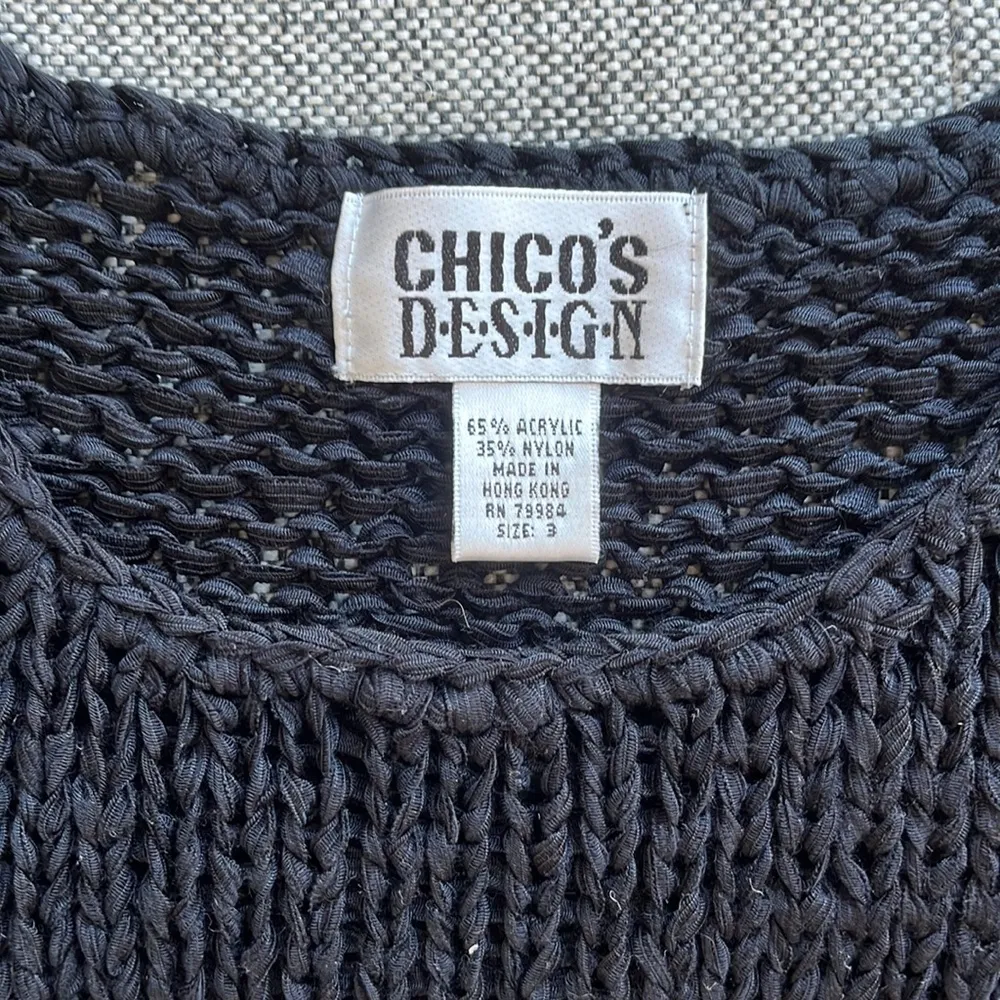 CHICO'S
D·E·S·I·G·N
65% ACRYLIC
35% NYLON
MADE IN
HONG KONG
RN 79984
SIZE: 3